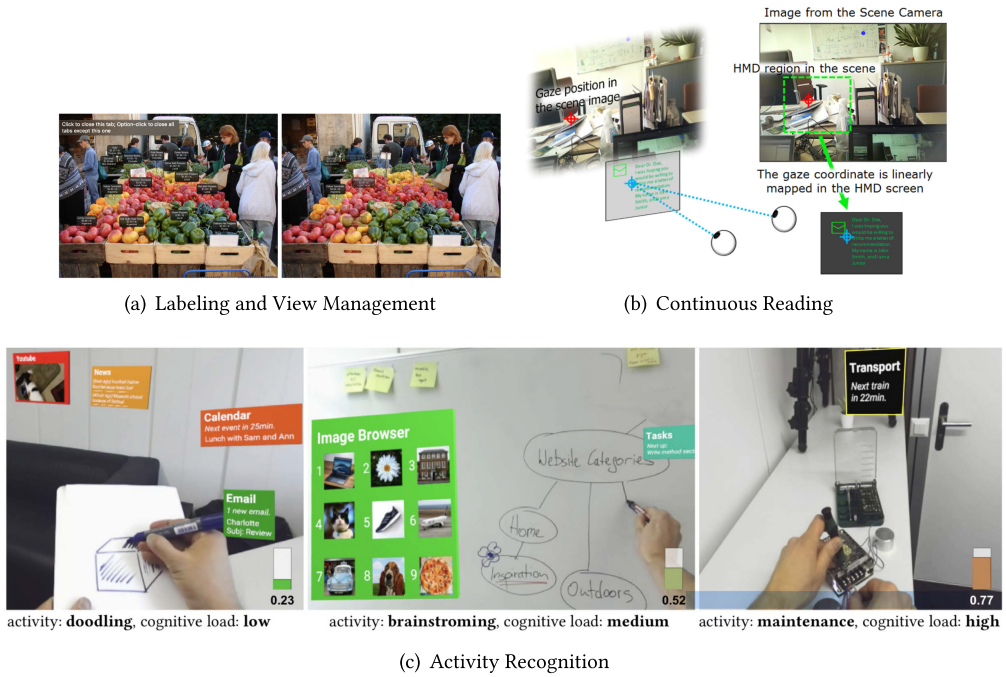 Click to close this tab; Option-click to close all
tabs except this one
(a) Labeling and View Management
Image from the Scene Camera
HMD region in the scene
Gaze position in
the scene image
The gaze coordinate is linearly
mapped in the HMD screen
(b) Continuous Reading
Youtube
News
Calendar
Next event in 25min.
Lunch with Sam and Ann
Email
1 new email.
Charlotte
Subj: Review
0.23
activity: doodling, cognitive load: low
Image Browser
1 2 3
4 5 6
7 8 9
Website Categories
Home
Inspiration
Outdoors
Tasks
Next up:
0.52
activity: brainstroming, cognitive load: medium
Transport
Next train
in 22min.
0.77
activity: maintenance, cognitive load: high
(c) Activity Recognition